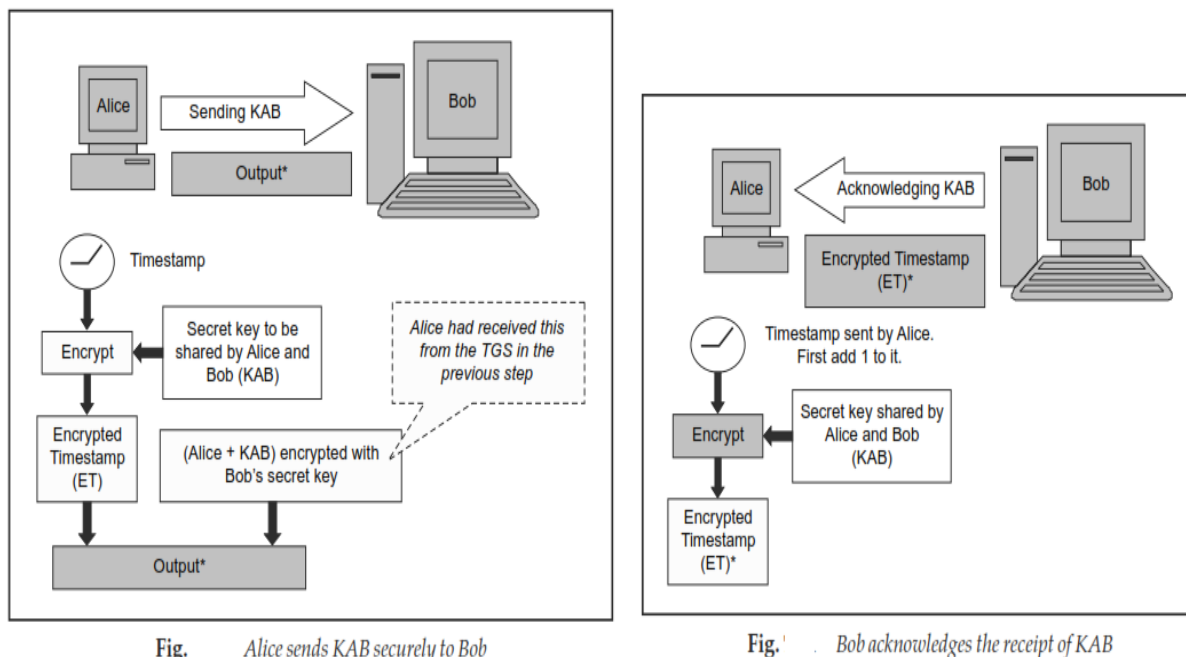 Alice
Sending KAB
Bob
Output*
Timestamp
Encrypt
Secret key to be
shared by Alice and
Bob (KAB)
Alice had received this
from the TGS in the
previous step
Encrypted
Timestamp
(ET)
(Alice + KAB) encrypted with
Bob's secret key
Output*
Fig. Alice sends KAB securely to Bob
Alice
Acknowledging KAB
Bob
Encrypted Timestamp
(ET)*
Timestamp sent by Alice.
First add 1 to it.
Encrypt
Secret key shared by
Alice and Bob
(KAB)
Encrypted
Timestamp
(ET)*
Fig. Bob acknowledges the receipt of KAB